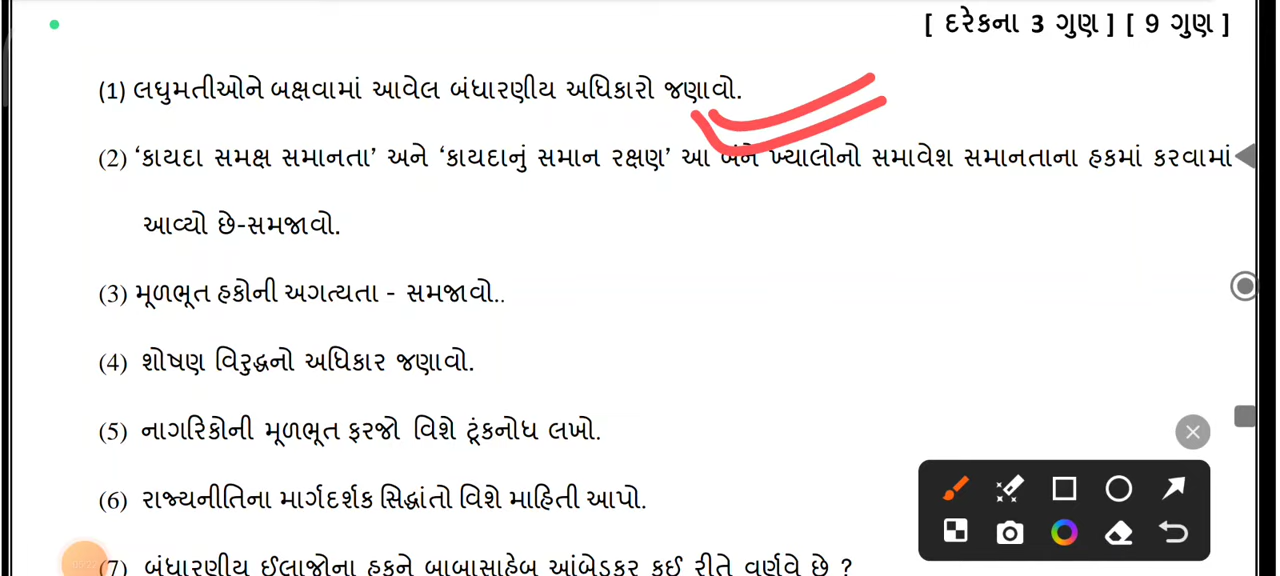 [ દરેકના 3 ગુણ ] [ 9 ગુણ ]
(1) લઘુમતીઓને બક્ષવામાં આવેલ બંધારણીય અધિકારો જણાવો.
(2) ‘કાયદા સમક્ષ સમાનતા’ અને ‘કાયદાનું સમાન રક્ષણ’ આ બંને ખ્યાલોનો સમાવેશ સમાનતાના હકમાં કરવામાં
આવ્યો છે-સમજાવો.
(3) મૂળભૂત હકોની અગત્યતા - સમજાવો..
(4) શોષણ વિરુદ્ધનો અધિકાર જણાવો.
(5) નાગરિકોની મૂળભૂત ફરજો વિશે ટૂંકનોધ લખો.
(6) રાજ્યનીતિના માર્ગદર્શક સિદ્ધાંતો વિશે માહિતી આપો.
(7) બંધારણીય ઈલાજોના હકને બાબાસાહેબ આંબેડકર કઈ રીતે વર્ણવે છે ?